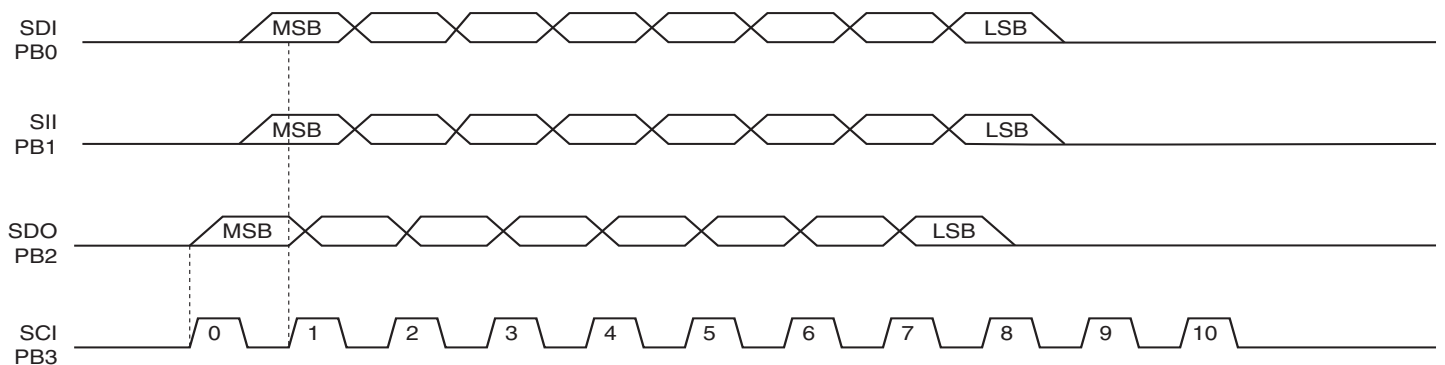 SDI
PB0
MSB LSB
SII
PB1
MSB LSB
SDO
PB2
MSB LSB
SCI
PB3
0 1 2 3 4 5 6 7 8 9 10